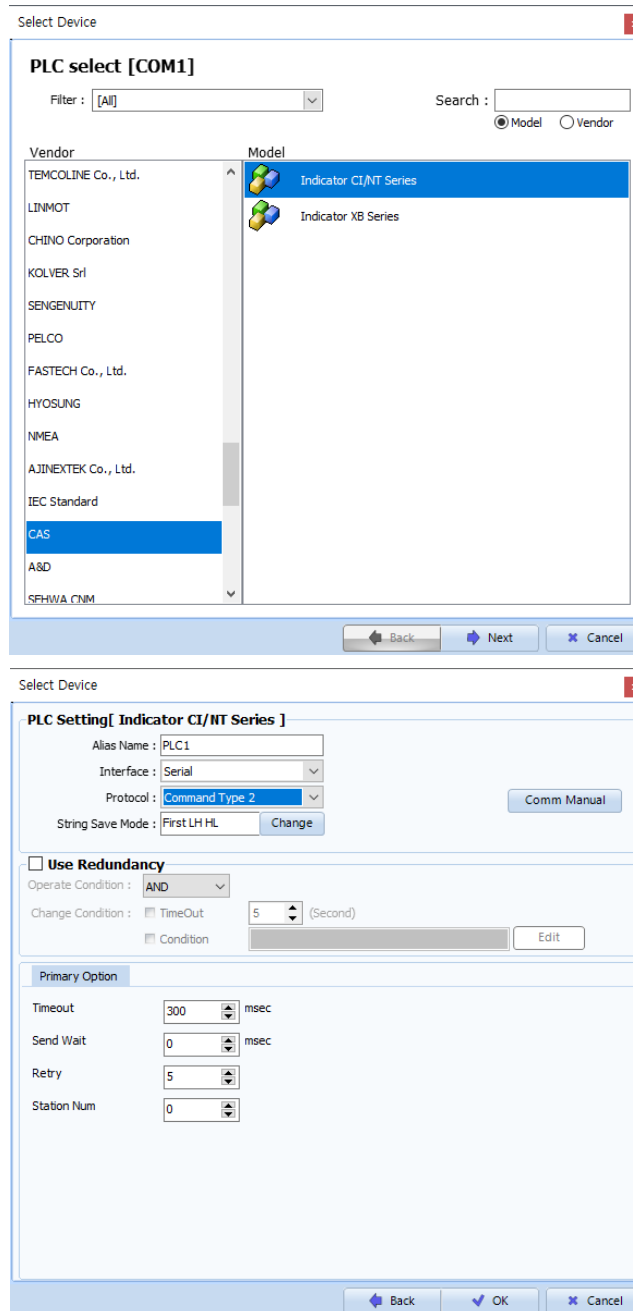 Select Device
PLC select [COM1]
Filter : [All]
Search :
Model Vendor
Vendor Model
TEMCOLINE Co., Ltd.
LINMOT
CHINO Corporation
KOLVER Srl
SENGENUITY
PELCO
FASTECH Co., Ltd.
HYOSUNG
NMEA
AJINEXTEK Co., Ltd.
IEC Standard
CAS
A&D
SEHWA CNM
Indicator CI/NT Series
Indicator XB Series
Back Next Cancel
Select Device
PLC Setting[ Indicator CI/NT Series ]
Alias Name : PLC1
Interface : Serial
Protocol : Command Type 2
Comm Manual
String Save Mode : First LH HL Change
Use Redundancy
Operate Condition : AND
Change Condition : TimeOut 5 (Second)
Condition Edit
Primary Option
Timeout 300 msec
Send Wait 0 msec
Retry 5
Station Num 0
Back OK Cancel